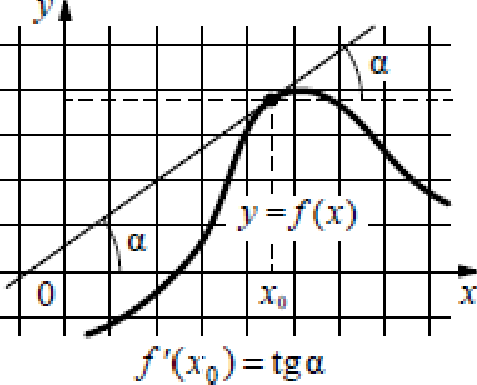 y
α
α
y = f(x)
0
x₀
x
f'(x₀) = tg α